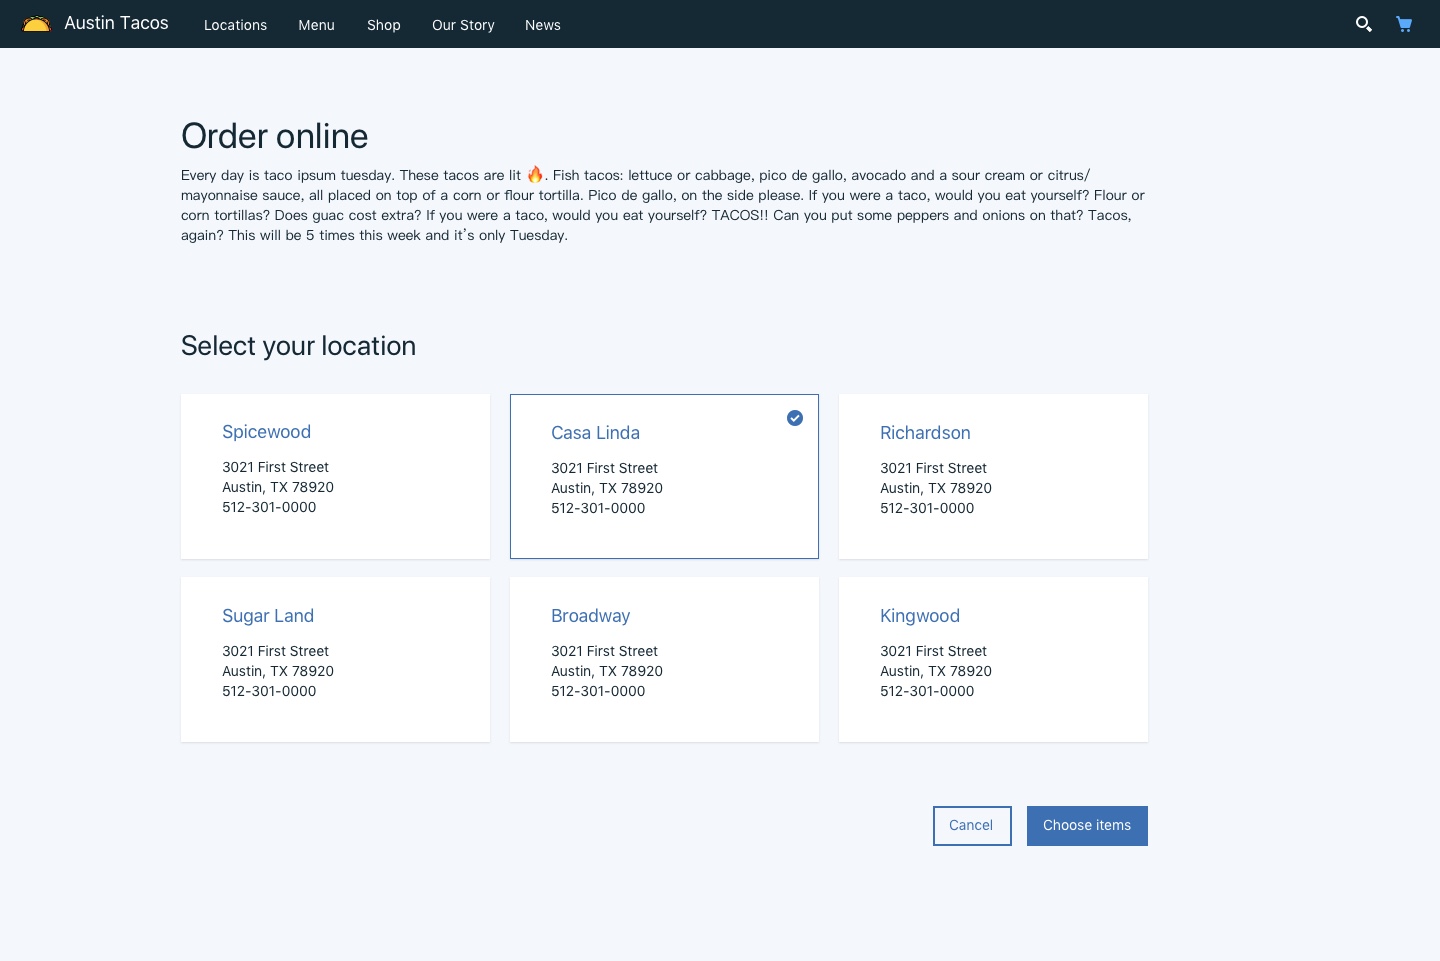 Austin Tacos
Locations
Menu
Shop
Our Story
News
Order online
Every day is taco ipsum tuesday. These tacos are lit 🔥. Fish tacos: lettuce or cabbage, pico de gallo, avocado and a sour cream or citrus/
mayonnaise sauce, all placed on top of a corn or flour tortilla. Pico de gallo, on the side please. If you were a taco, would you eat yourself? Flour or
corn tortillas? Does guac cost extra? If you were a taco, would you eat yourself? TACOS!! Can you put some peppers and onions on that? Tacos,
again? This will be 5 times this week and it's only Tuesday.
Select your location
Spicewood
3021 First Street
Austin, TX 78920
512-301-0000
Casa Linda
3021 First Street
Austin, TX 78920
512-301-0000
Richardson
3021 First Street
Austin, TX 78920
512-301-0000
Sugar Land
3021 First Street
Austin, TX 78920
512-301-0000
Broadway
3021 First Street
Austin, TX 78920
512-301-0000
Kingwood
3021 First Street
Austin, TX 78920
512-301-0000
Cancel
Choose items